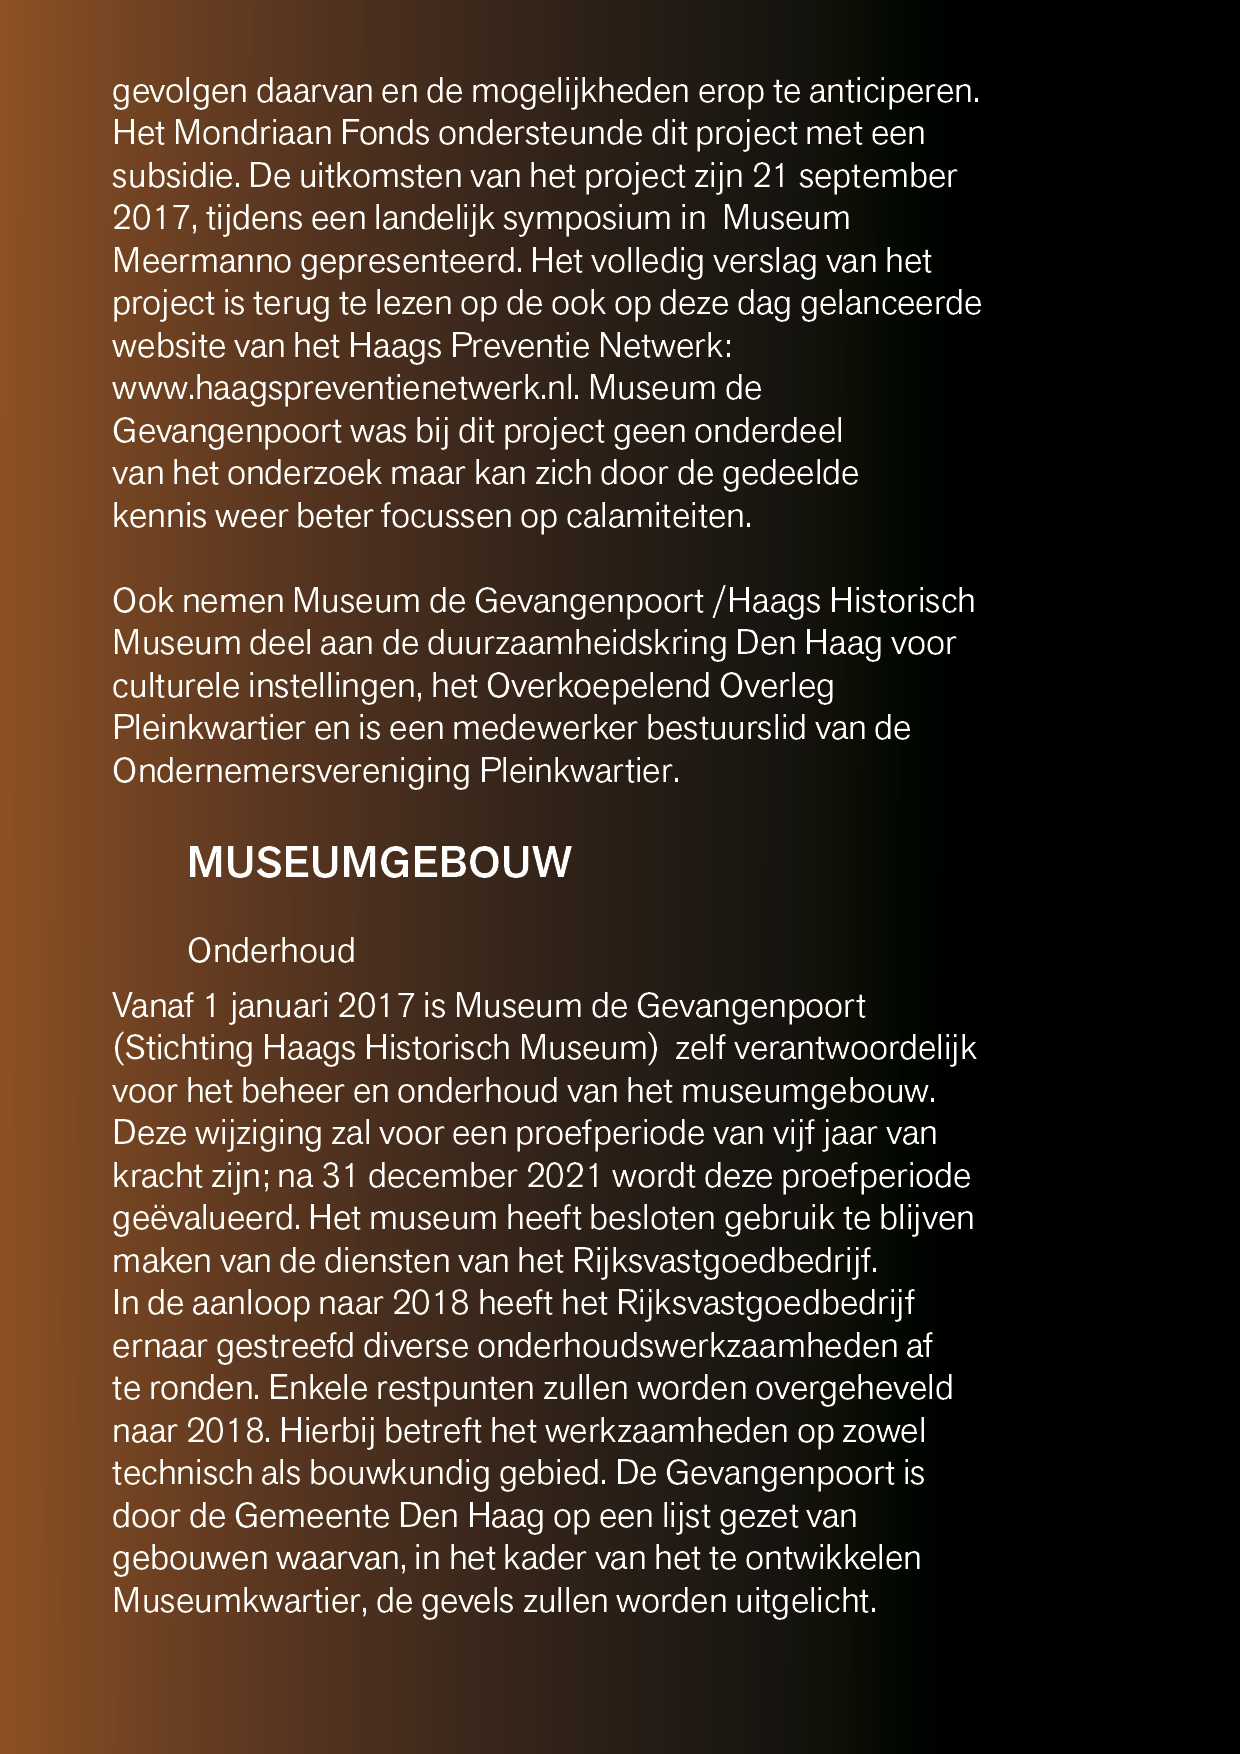 gevolgen daarvan en de mogelijkheden erop te anticiperen.
Het Mondriaan Fonds ondersteunde dit project met een
subsidie. De uitkomsten van het project zijn 21 september
2017, tijdens een landelijk symposium in  Museum
Meermanno gepresenteerd. Het volledig verslag van het
project is terug te lezen op de ook op deze dag gelanceerde
website van het Haags Preventie Netwerk:
www.haagspreventienetwerk.nl. Museum de
Gevangenpoort was bij dit project geen onderdeel
van het onderzoek maar kan zich door de gedeelde
kennis weer beter focussen op calamiteiten.

Ook nemen Museum de Gevangenpoort /Haags Historisch
Museum deel aan de duurzaamheidskring Den Haag voor
culturele instellingen, het Overkoepelend Overleg
Pleinkwartier en is een medewerker bestuurslid van de
Ondernemersvereniging Pleinkwartier.

MUSEUMGEBOUW

Onderhoud
Vanaf 1 januari 2017 is Museum de Gevangenpoort
(Stichting Haags Historisch Museum)  zelf verantwoordelijk
voor het beheer en onderhoud van het museumgebouw.
Deze wijziging zal voor een proefperiode van vijf jaar van
kracht zijn; na 31 december 2021 wordt deze proefperiode
geëvalueerd. Het museum heeft besloten gebruik te blijven
maken van de diensten van het Rijksvastgoedbedrijf.
In de aanloop naar 2018 heeft het Rijksvastgoedbedrijf
ernaar gestreefd diverse onderhoudswerkzaamheden af
te ronden. Enkele restpunten zullen worden overgeheveld
naar 2018. Hierbij betreft het werkzaamheden op zowel
technisch als bouwkundig gebied. De Gevangenpoort is
door de Gemeente Den Haag op een lijst gezet van
gebouwen waarvan, in het kader van het te ontwikkelen
Museumkwartier, de gevels zullen worden uitgelicht.